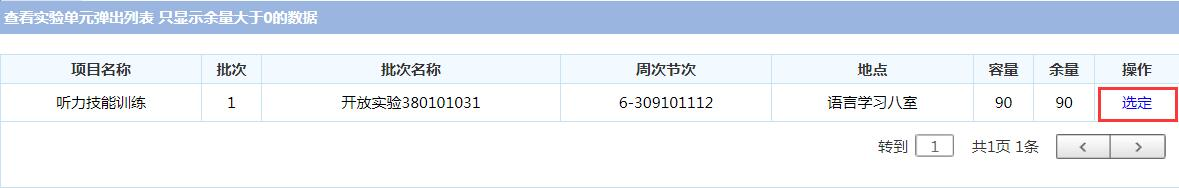 查看实验单元弹出列表 只显示余量大于0的数据
项目名称 批次 批次名称 周次节次 地点 容量 余量 操作
听力技能训练 1 开放实验380101031 6-309101112 语言学习八室 90 90 选定
转到 1 共1页 1条 < >